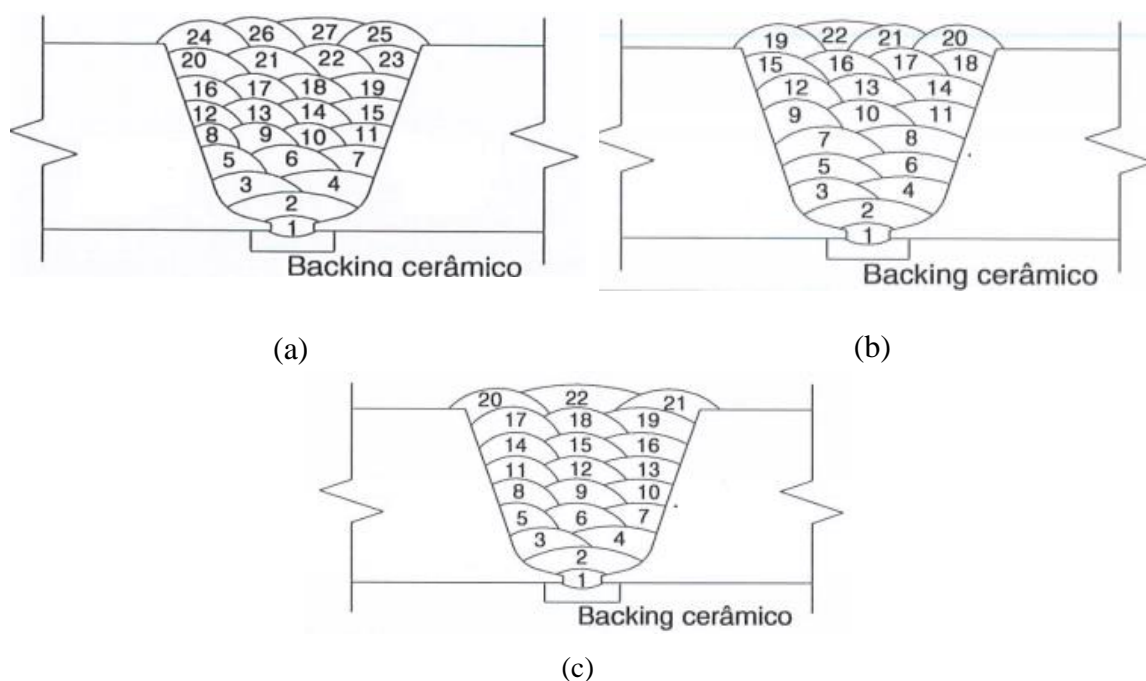 24 26 27 25
20 21 22 23
16 17 18 19
12 13 14 15
8 9 10 11
5 6 7
3 4
2
1
Backing cerâmico
(a)
19 22 21 20
15 16 17 18
12 13 14
9 10 11
7 8
5 6
3 4
2
1
Backing cerâmico
(b)
20 22 21
17 18 19
14 15 16
11 12 13
8 9 10
5 6 7
3 4
2
1
Backing cerâmico
(c)